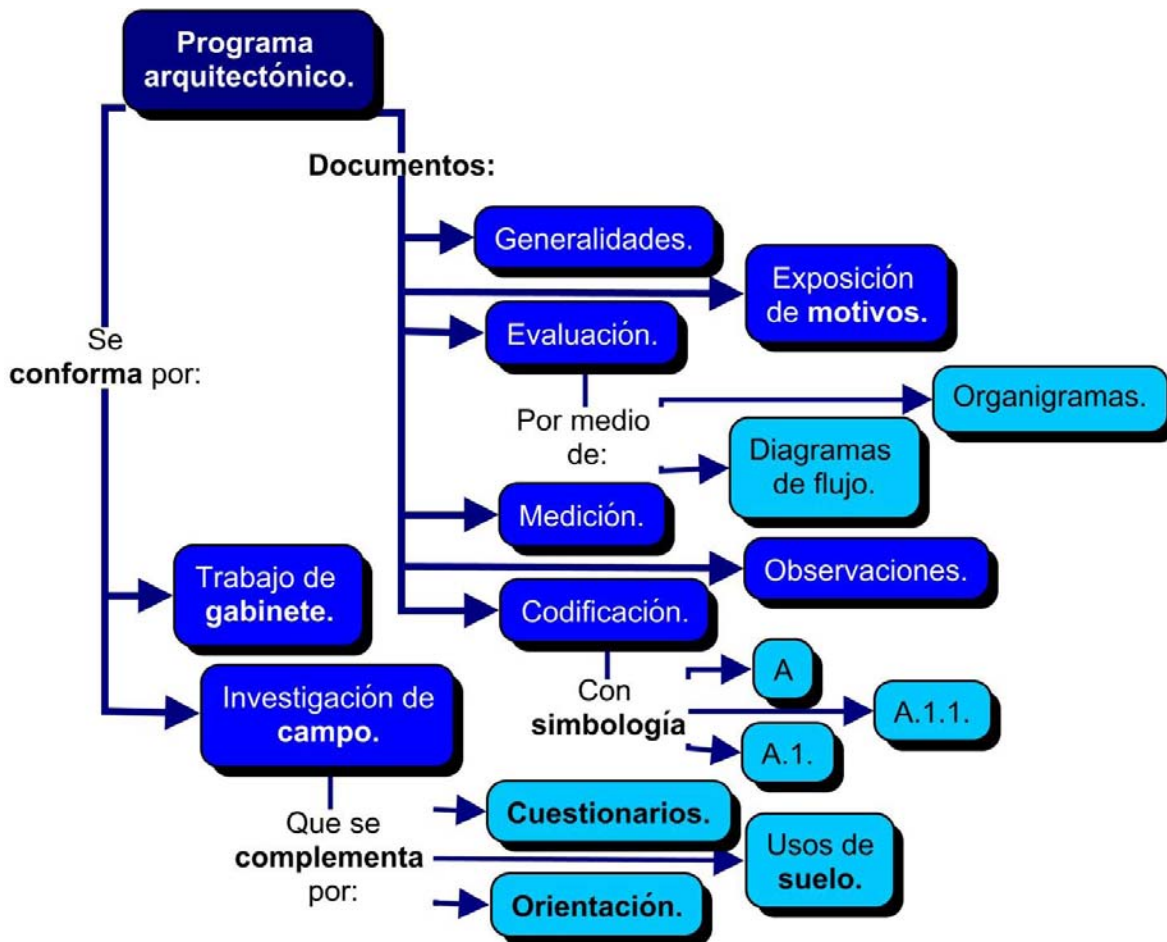 Programa
arquitectónico.
Documentos:
Generalidades.
Exposición
de motivos.
Evaluación.
Se
conforma por:
Por medio
de:
Organigramas.
Diagramas
de flujo.
Medición.
Observaciones.
Trabajo de
gabinete.
Codificación.
Con
simbología
A
A.1.1.
A.1.
Investigación de
campo.
Que se
complementa
por:
Cuestionarios.
Usos de
suelo.
Orientación.